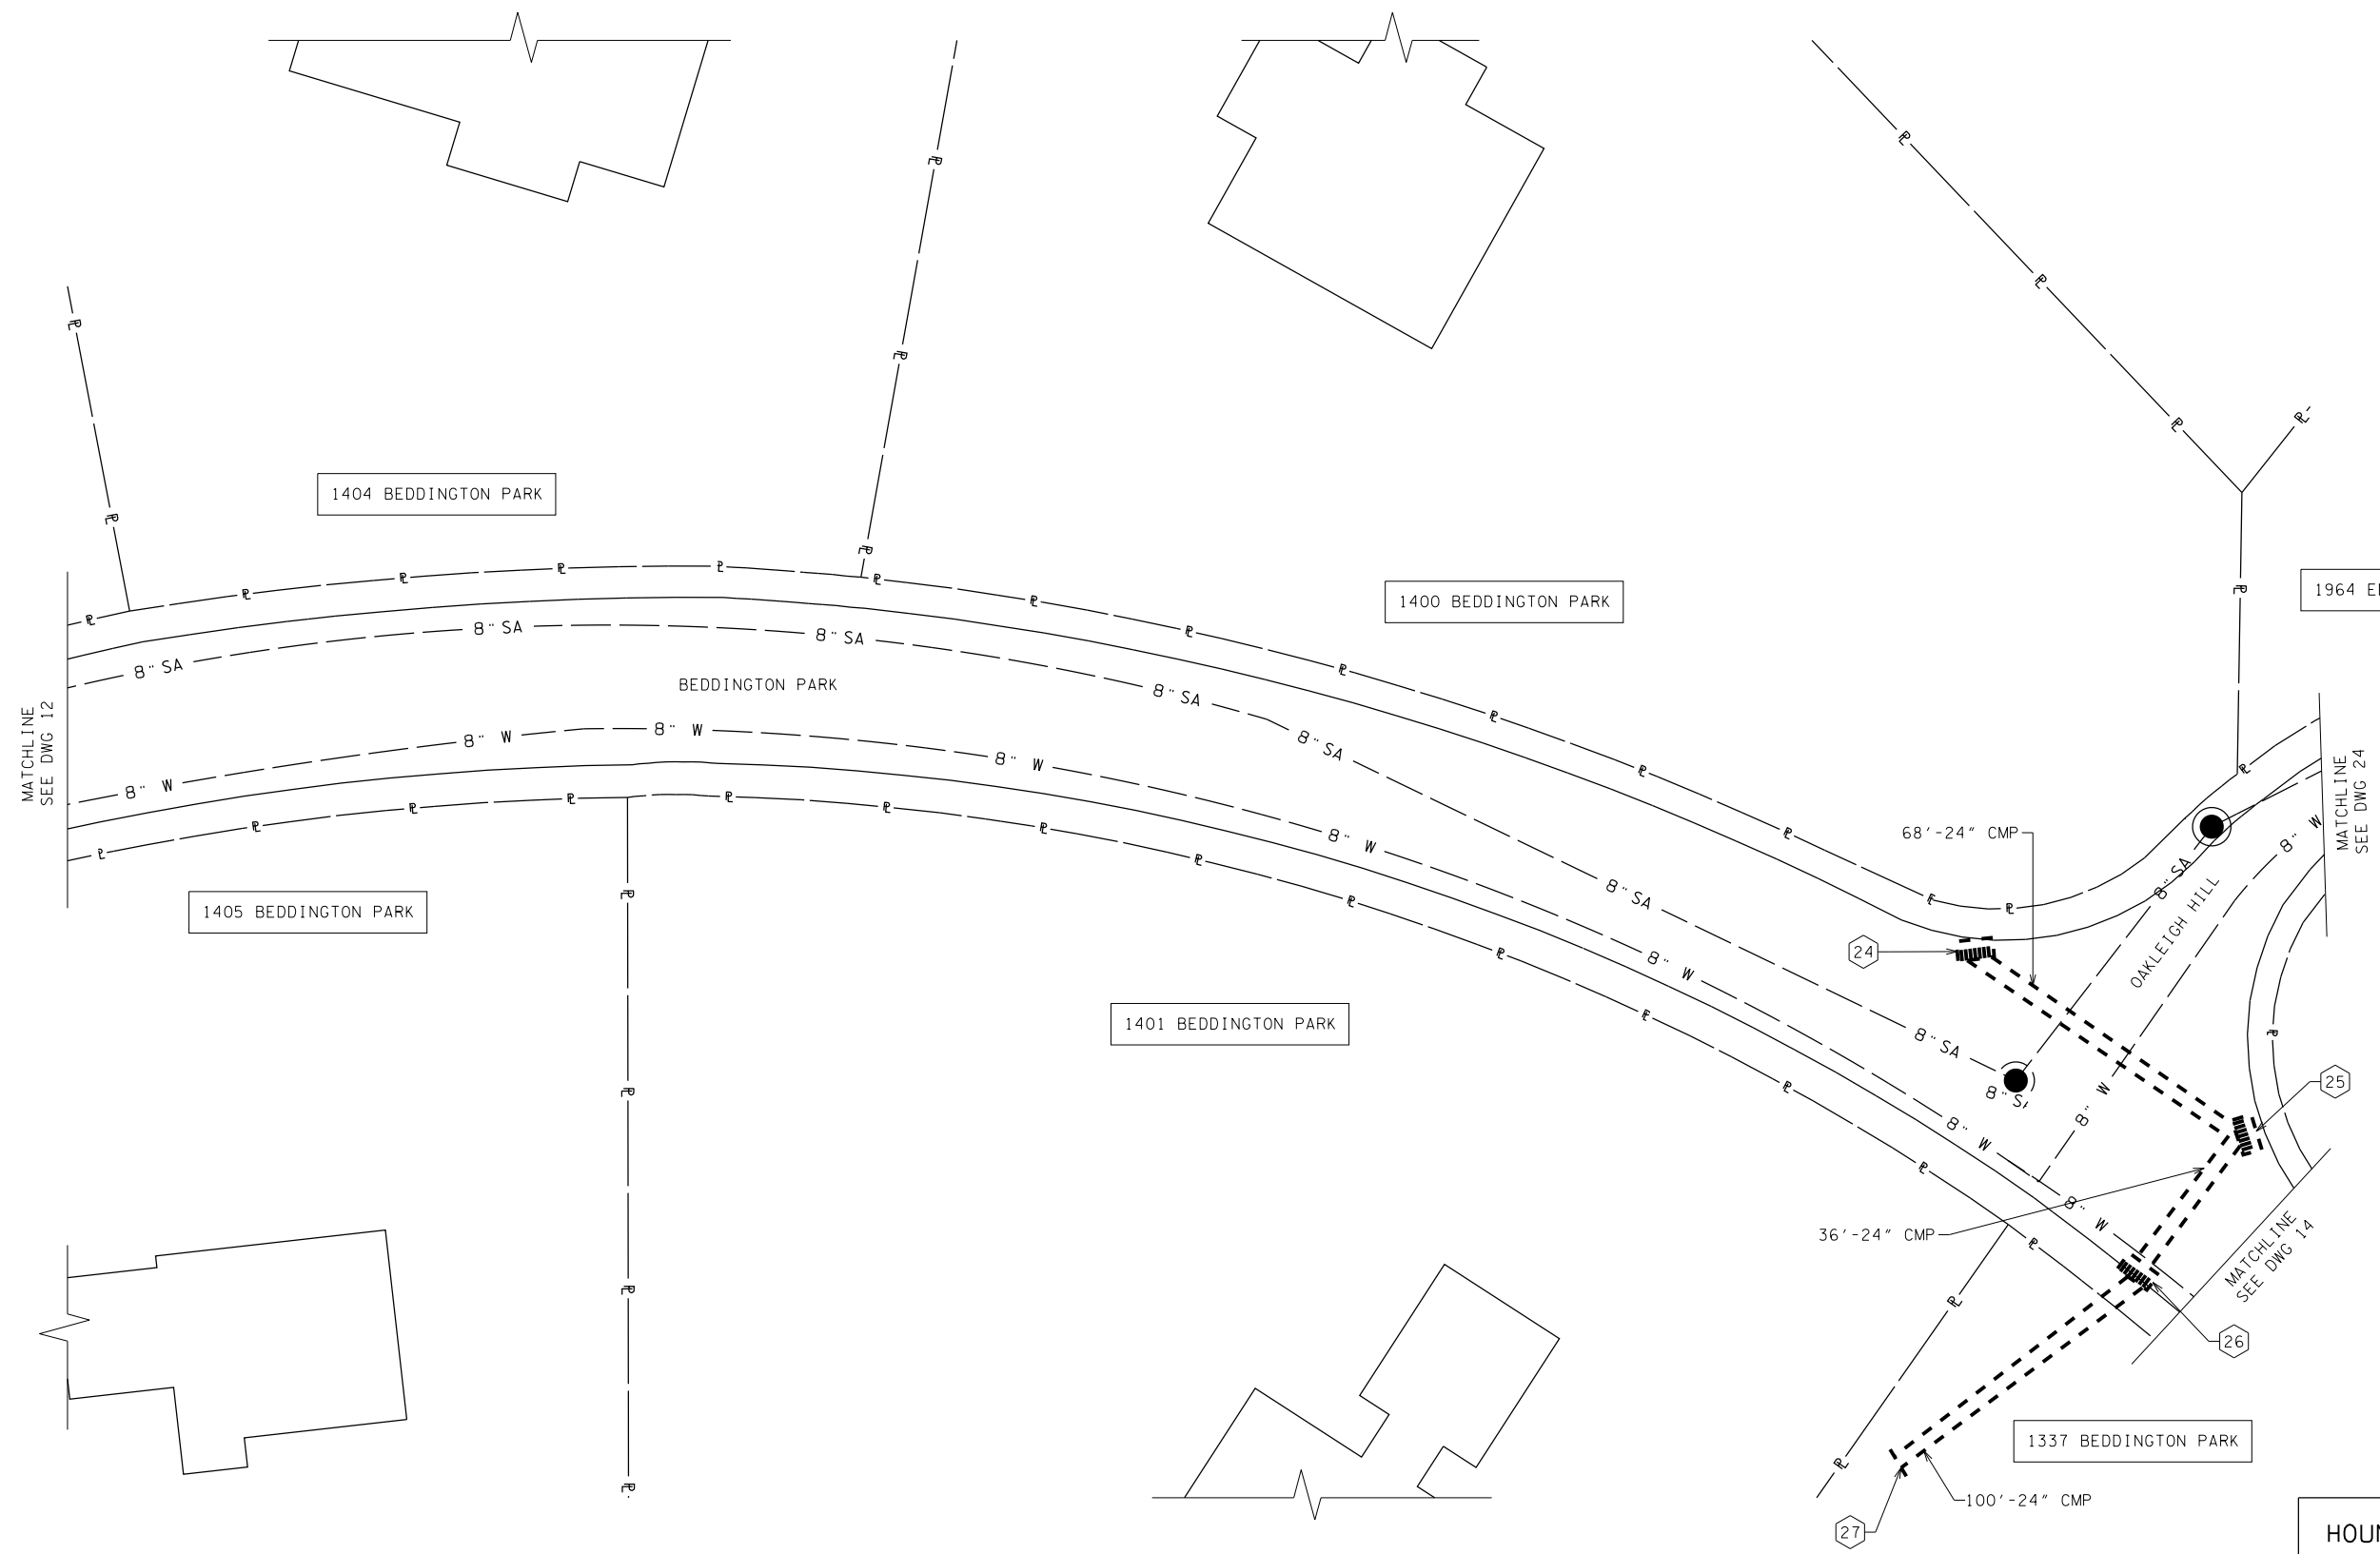 1404 BEDDINGTON PARK
1400 BEDDINGTON PARK
8" SA
8" SA
8" SA
8" SA
8" SA
8" SA
8" SA
8" SA
BEDDINGTON PARK
MATCHLINE
SEE DWG 12
8" W
8" W
8" W
8" W
8" W
8" W
8" W
8" W
8" W
8" W
1405 BEDDINGTON PARK
1401 BEDDINGTON PARK
68'-24" CMP
OAKLEIGH HILL
MATCHLINE
SEE DWG 24
24
25
36'-24" CMP
MATCHLINE
SEE DWG 14
26
1337 BEDDINGTON PARK
100'-24" CMP
27
1964